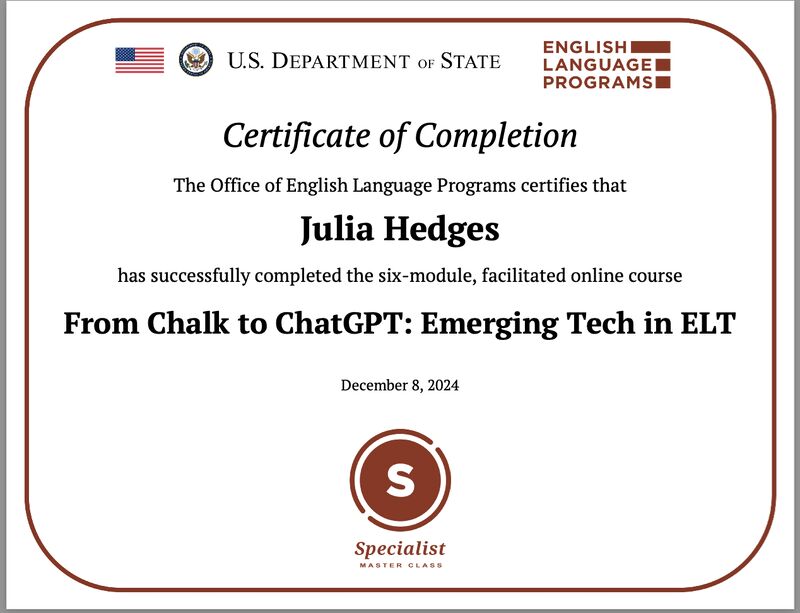 U.S. DEPARTMENT OF STATE
ENGLISH
LANGUAGE
PROGRAMS
Certificate of Completion
The Office of English Language Programs certifies that
Julia Hedges
has successfully completed the six-module, facilitated online course
From Chalk to ChatGPT: Emerging Tech in ELT
December 8, 2024
S
Specialist
MASTER CLASS